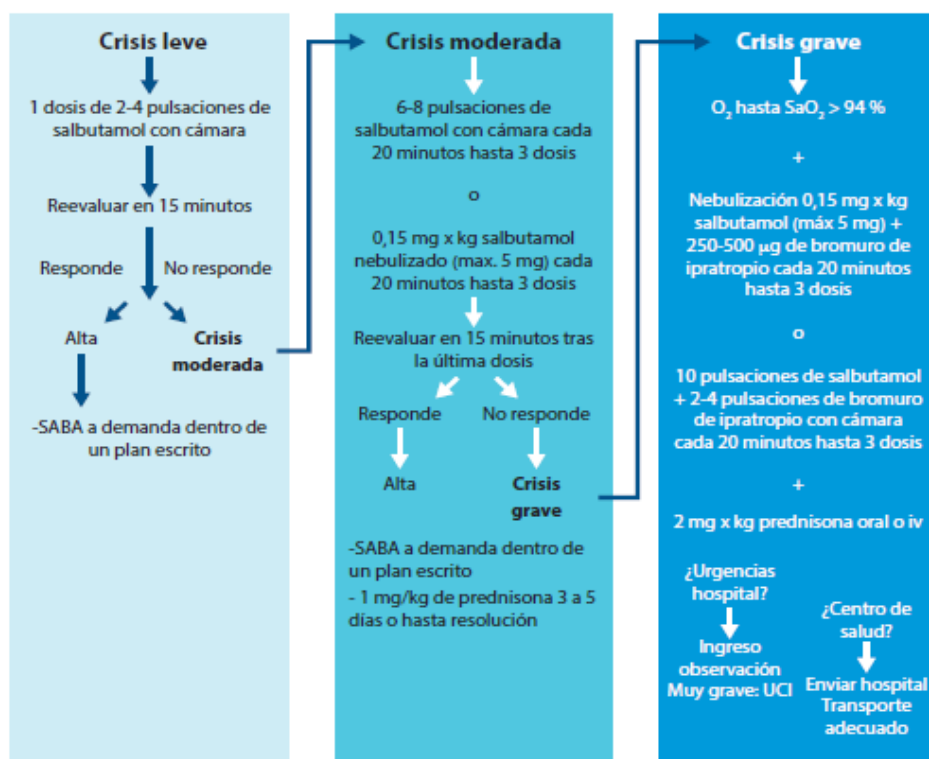 Crisis leve
1 dosis de 2-4 pulsaciones de
salbutamol con cámara
Reevaluar en 15 minutos
Responde
No responde
Alta
Crisis
moderada
-SABA a demanda dentro de
un plan escrito
Crisis moderada
6-8 pulsaciones de
salbutamol con cámara cada
20 minutos hasta 3 dosis
o
0,15 mg x kg salbutamol
nebulizado (max. 5 mg) cada
20 minutos hasta 3 dosis
Reevaluar en 15 minutos tras
la última dosis
Responde
No responde
Alta
Crisis
grave
-SABA a demanda dentro de
un plan escrito
- 1 mg/kg de prednisona 3 a 5
días o hasta resolución
Crisis grave
O₂ hasta SaO₂ > 94 %
+
Nebulización 0,15 mg x kg
salbutamol (máx 5 mg) +
250-500 µg de bromuro de
ipratropio cada 20 minutos
hasta 3 dosis
o
10 pulsaciones de salbutamol
+ 2-4 pulsaciones de bromuro
de ipratropio con cámara
cada 20 minutos hasta 3 dosis
+
2 mg x kg prednisona oral o iv
¿Urgencias
hospital?
Ingreso
observación
Muy grave: UCI
¿Centro de
salud?
Enviar hospital
Transporte
adecuado